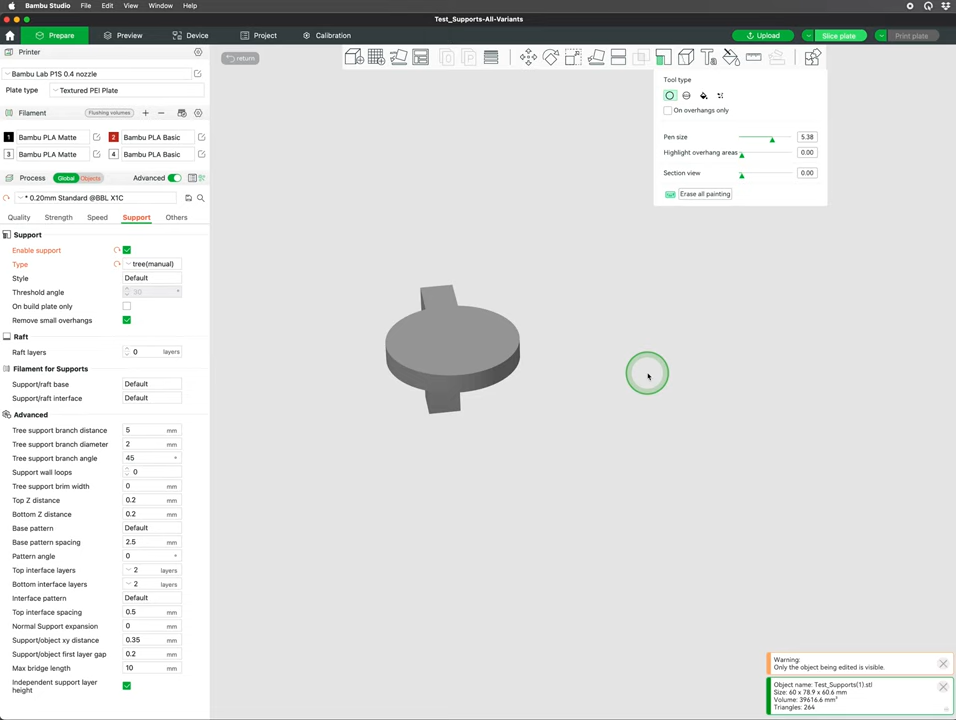 Bambu Studio File Edit View Window Help
Test_Supports-All-Variants
Prepare Preview Device Project Calibration Upload Slice plate Print plate
Printer
return
Bambu Lab P1S 0.4 nozzle
Plate type Textured PEI Plate
Filament Flushing volumes
1 Bambu PLA Matte 2 Bambu PLA Basic
3 Bambu PLA Matte 4 Bambu PLA Basic
Process Global Objects Advanced
* 0.20mm Standard @BBL X1C
Quality Strength Speed Support Others
Support
Enable support
Type tree(manual)
Style Default
Threshold angle 30 °
On build plate only
Remove small overhangs
Raft
Raft layers 0 layers
Filament for Supports
Support/raft base Default
Support/raft interface Default
Advanced
Tree support branch distance 5 mm
Tree support branch diameter 2 mm
Tree support branch angle 45 °
Support wall loops 0
Tree support brim width 0 mm
Top Z distance 0.2 mm
Bottom Z distance 0.2 mm
Base pattern Default
Base pattern spacing 2.5 mm
Pattern angle 0 °
Top interface layers 2 layers
Bottom interface layers 2 layers
Interface pattern Default
Top interface spacing 0.5 mm
Normal Support expansion 0 mm
Support/object xy distance 0.35 mm
Support/object first layer gap 0.2 mm
Max bridge length 10 mm
Independent support layer
height
Tool type
On overhangs only
Pen size 5.38
Highlight overhang areas 0.00
Section view 0.00
Erase all painting
Warning:
Only the object being edited is visible.
Object name: Test_Supports(1).stl
Size: 60 x 78.9 x 60.6 mm
Volume: 39616.6 mm³
Triangles: 264